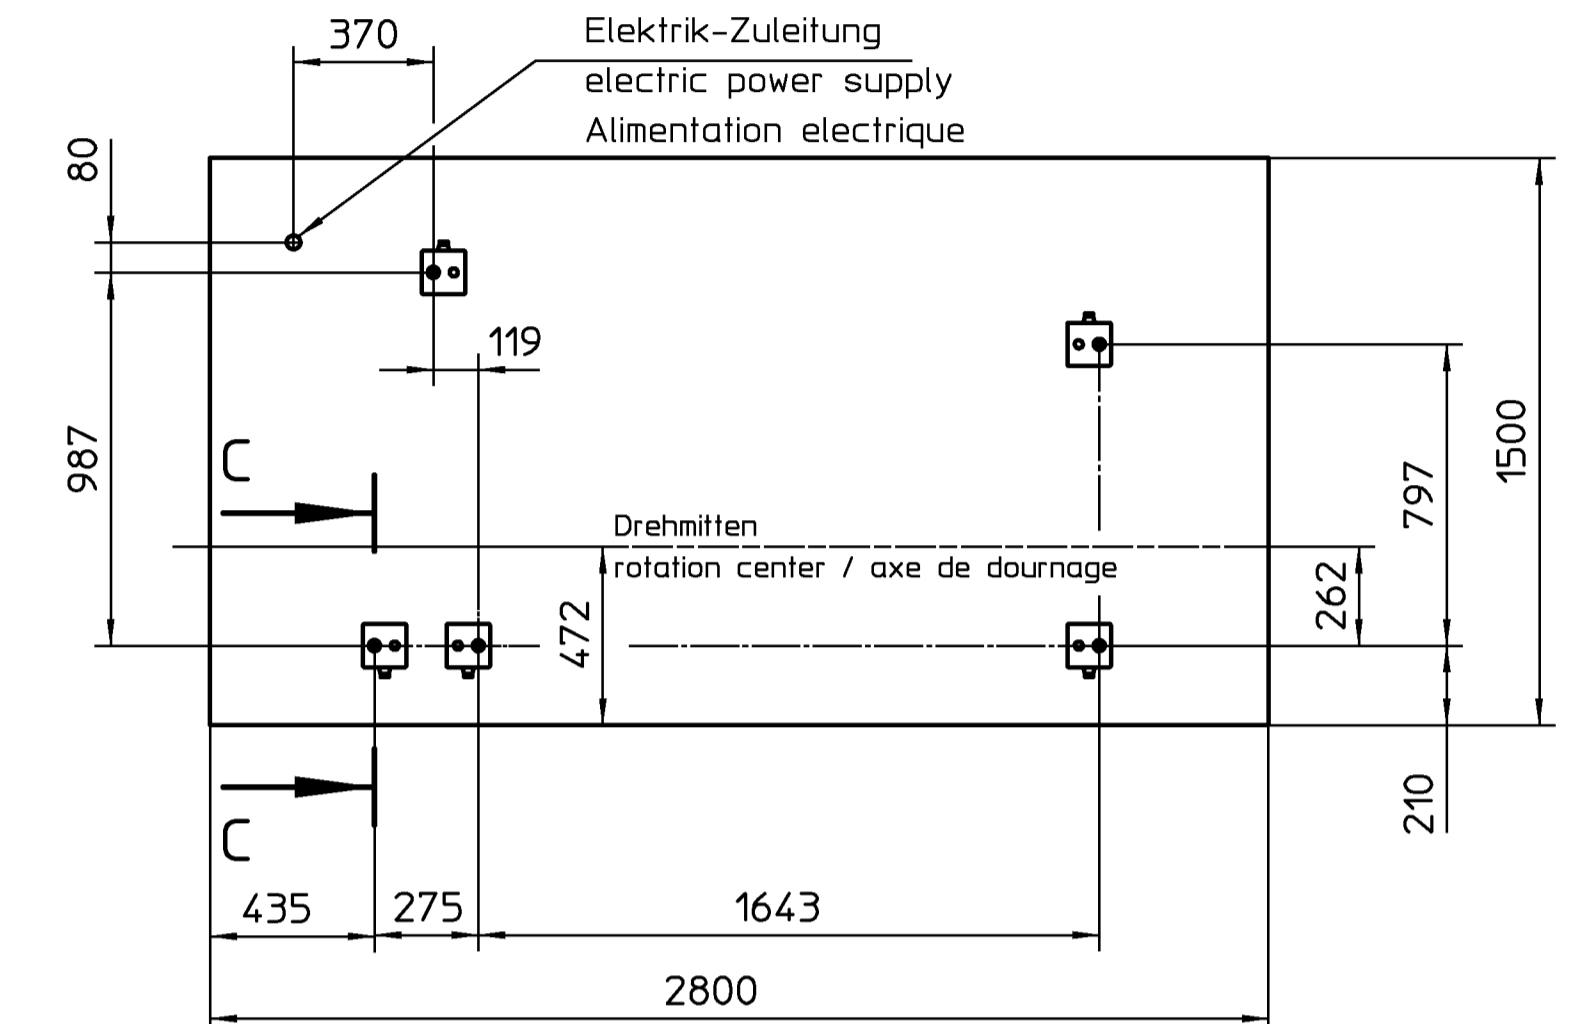 370
Elektrik-Zuleitung
electric power supply
Alimentation electrique
80
119
987
1500
797
C
Drehmitten
rotation center / axe de dournage
262
472
210
C
435
275
1643
2800